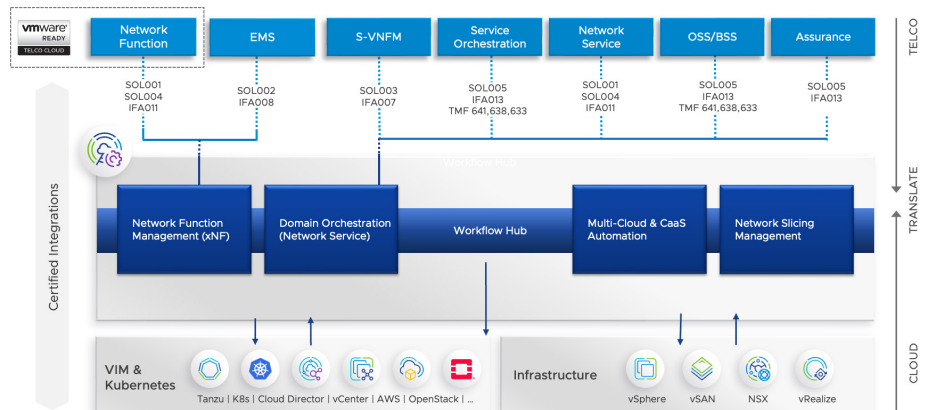 vmware®
READY
TELCO CLOUD
Network
Function
EMS
S-VNFM
Service
Orchestration
Network
Service
OSS/BSS
Assurance
TELCO
SOL001
SOL004
IFA011
SOL002
IFA008
SOL003
IFA007
SOL005
IFA013
TMF 641,638,633
SOL001
SOL004
IFA011
SOL005
IFA013
TMF 641,638,633
SOL005
IFA013
Certified Integrations
Workflow Hub
TRANSLATE
Network Function
Management (xNF)
Domain Orchestration
(Network Service)
Workflow Hub
Multi-Cloud & CaaS
Automation
Network Slicing
Management
CLOUD
VIM &
Kubernetes
Tanzu | K8s | Cloud Director | vCenter | AWS | OpenStack | ...
Infrastructure
vSphere
vSAN
NSX
vRealize